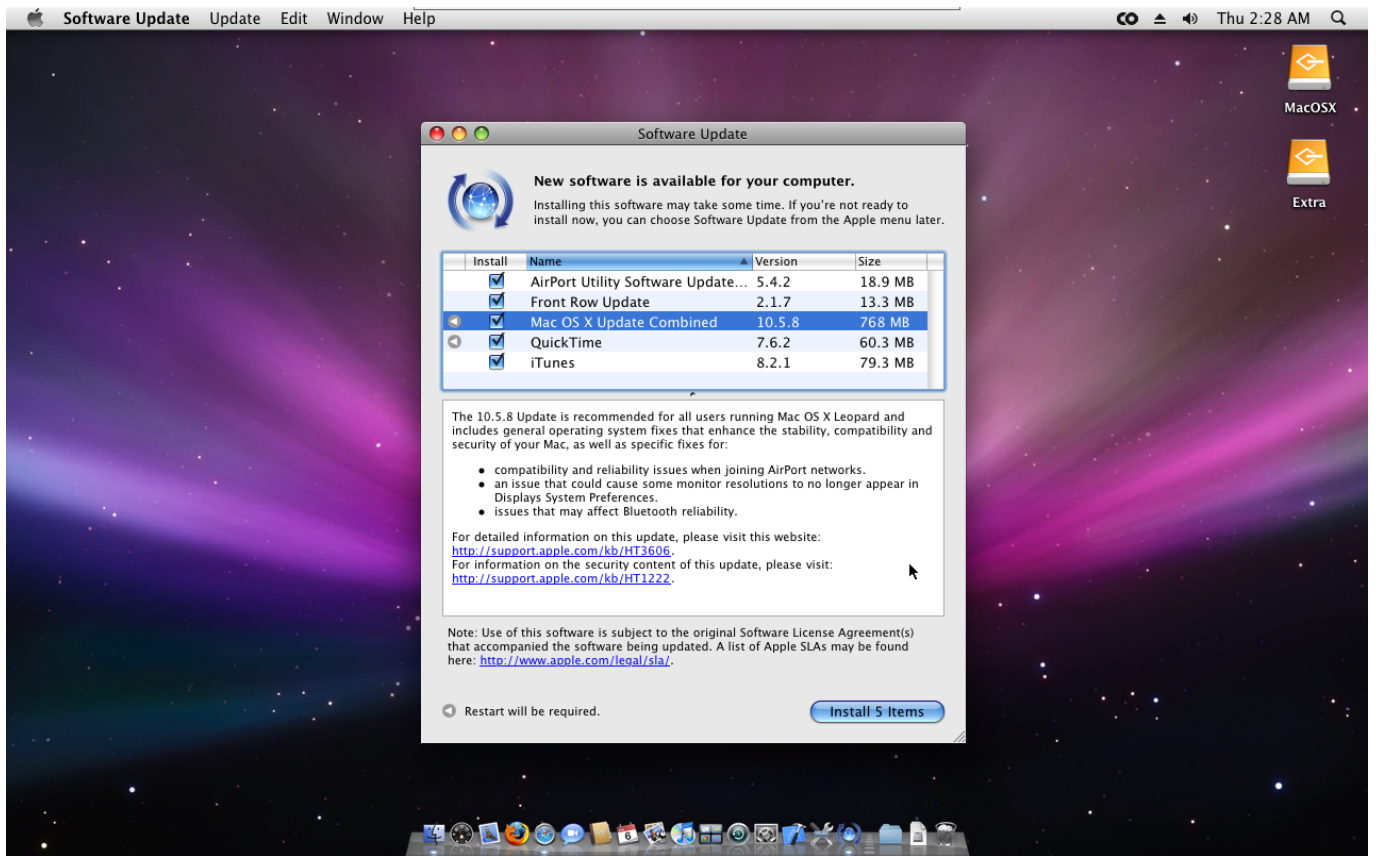 Software Update Update Edit Window Help
Thu 2:28 AM
MacOSX
Extra
Software Update
New software is available for your computer.
Installing this software may take some time. If you're not ready to
install now, you can choose Software Update from the Apple menu later.
Install Name Version Size
AirPort Utility Software Update... 5.4.2 18.9 MB
Front Row Update 2.1.7 13.3 MB
Mac OS X Update Combined 10.5.8 768 MB
QuickTime 7.6.2 60.3 MB
iTunes 8.2.1 79.3 MB
The 10.5.8 Update is recommended for all users running Mac OS X Leopard and
includes general operating system fixes that enhance the stability, compatibility and
security of your Mac, as well as specific fixes for:
• compatibility and reliability issues when joining AirPort networks.
• an issue that could cause some monitor resolutions to no longer appear in
Displays System Preferences.
• issues that may affect Bluetooth reliability.
For detailed information on this update, please visit this website:
http://support.apple.com/kb/HT3606.
For information on the security content of this update, please visit:
http://support.apple.com/kb/HT1222.
Note: Use of this software is subject to the original Software License Agreement(s)
that accompanied the software being updated. A list of Apple SLAs may be found
here: http://www.apple.com/legal/sla/.
Restart will be required.
Install 5 Items
6